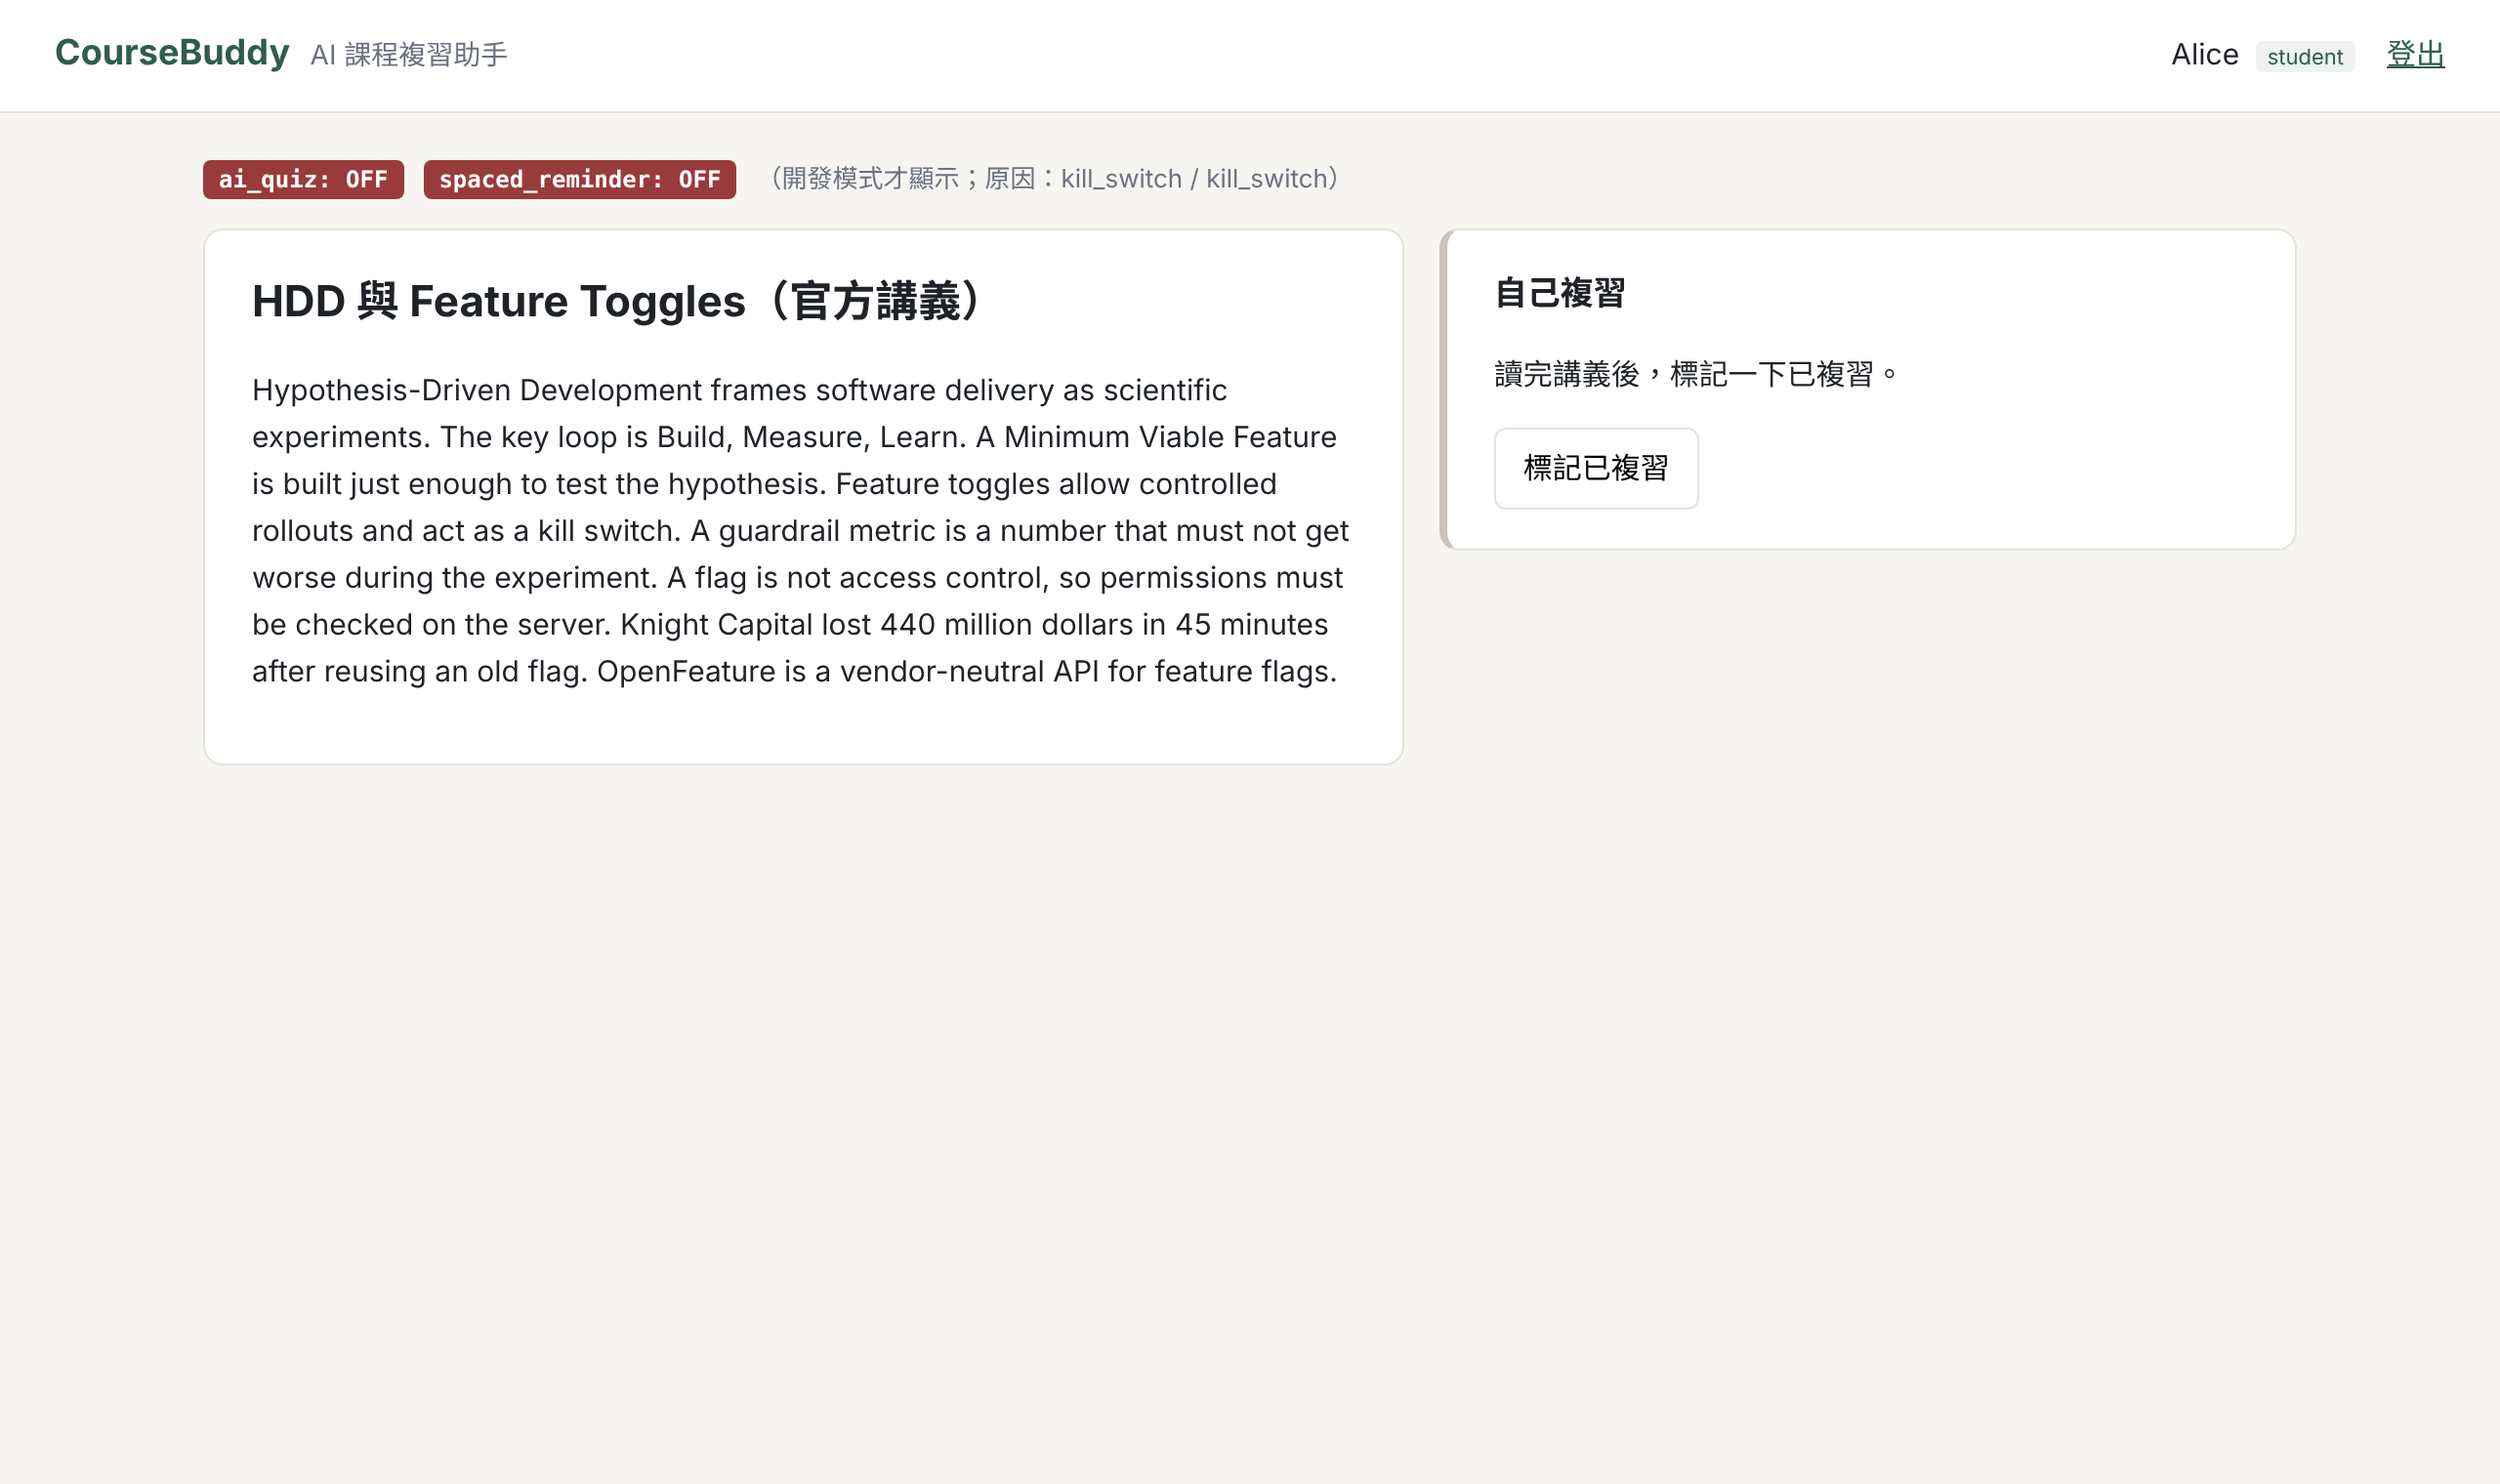 CourseBuddy AI 課程複習助手
Alice student 登出
ai_quiz: OFF spaced_reminder: OFF （開發模式才顯示；原因：kill_switch / kill_switch）
HDD 與 Feature Toggles（官方講義）
Hypothesis-Driven Development frames software delivery as scientific
experiments. The key loop is Build, Measure, Learn. A Minimum Viable Feature
is built just enough to test the hypothesis. Feature toggles allow controlled
rollouts and act as a kill switch. A guardrail metric is a number that must not get
worse during the experiment. A flag is not access control, so permissions must
be checked on the server. Knight Capital lost 440 million dollars in 45 minutes
after reusing an old flag. OpenFeature is a vendor-neutral API for feature flags.
自己複習
讀完講義後，標記一下已複習。
標記已複習